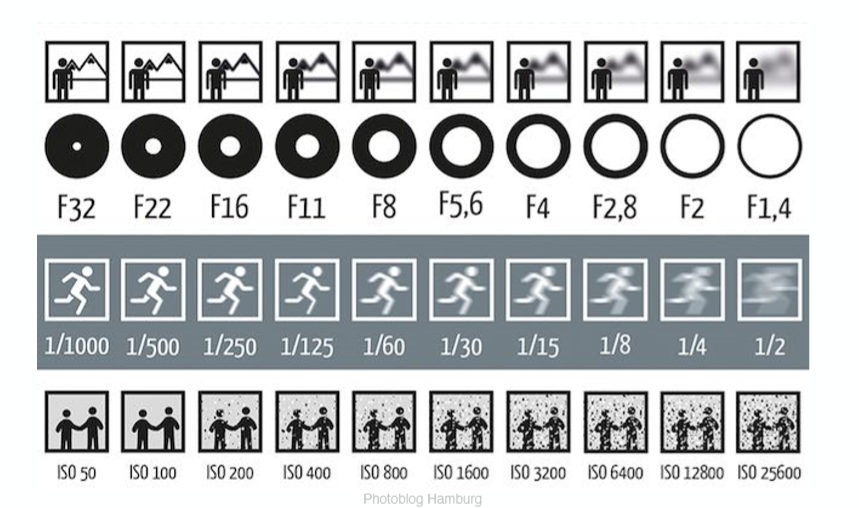 F32 F22 F16 F11 F8 F5,6 F4 F2,8 F2 F1,4
1/1000 1/500 1/250 1/125 1/60 1/30 1/15 1/8 1/4 1/2
ISO 50 ISO 100 ISO 200 ISO 400 ISO 800 ISO 1600 ISO 3200 ISO 6400 ISO 12800 ISO 25600
Photoblog Hamburg